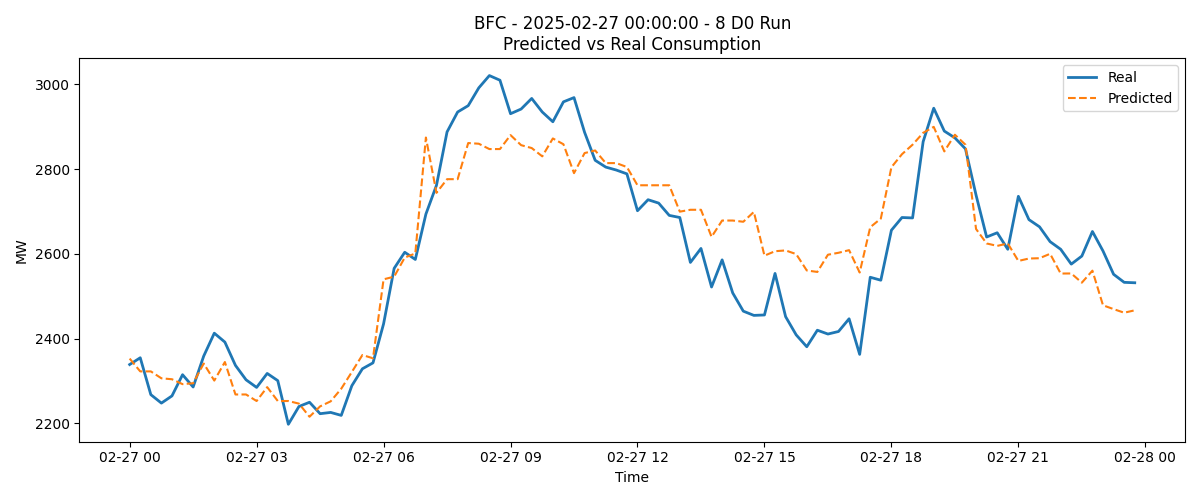 BFC - 2025-02-27 00:00:00 - 8 D0 Run
Predicted vs Real Consumption
Real
Predicted
MW
3000
2800
2600
2400
2200
02-27 00
02-27 03
02-27 06
02-27 09
02-27 12
02-27 15
02-27 18
02-27 21
02-28 00
Time